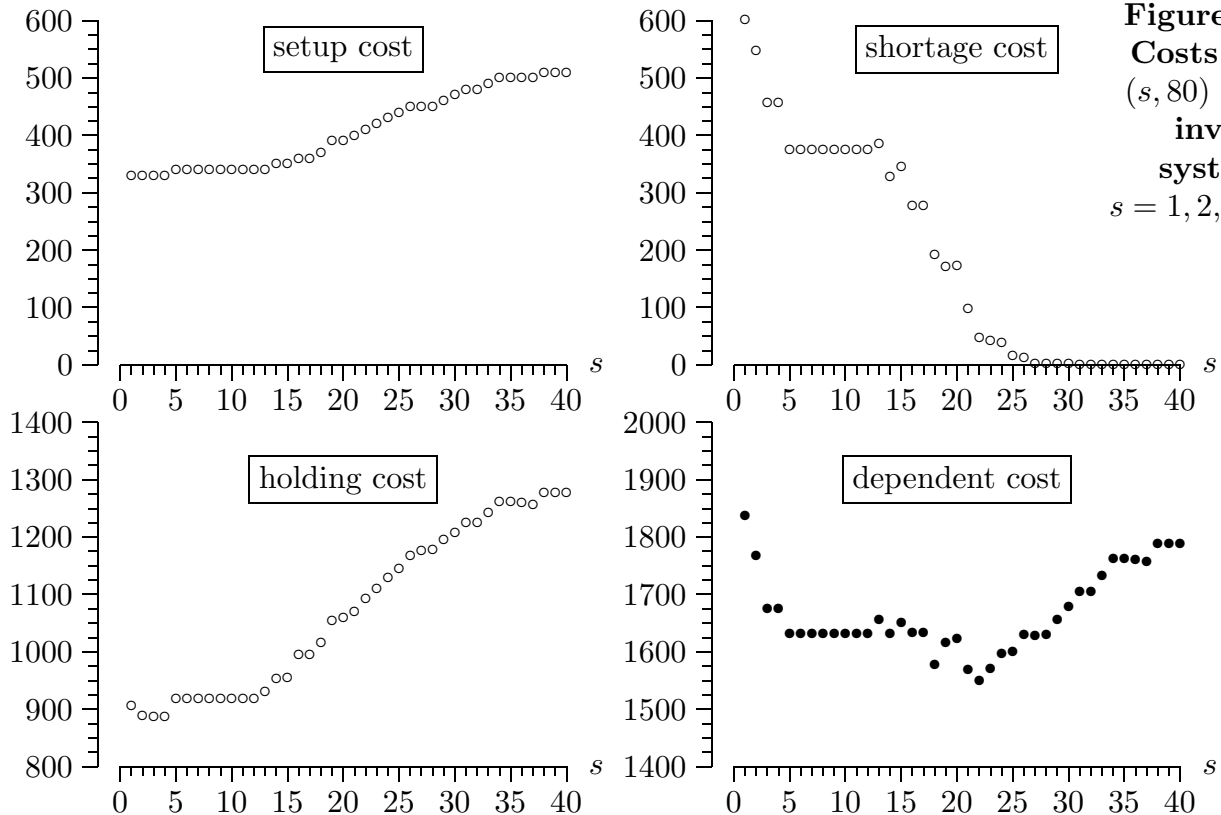 600
500
400
300
200
100
0
setup cost
0 5 10 15 20 25 30 35 40
s
600
500
400
300
200
100
0
shortage cost
0 5 10 15 20 25 30 35 40
s
Figure
Costs
(s, 80)
inv
syst
s = 1, 2,
1400
1300
1200
1100
1000
900
800
holding cost
0 5 10 15 20 25 30 35 40
s
2000
1900
1800
1700
1600
1500
1400
dependent cost
0 5 10 15 20 25 30 35 40
s